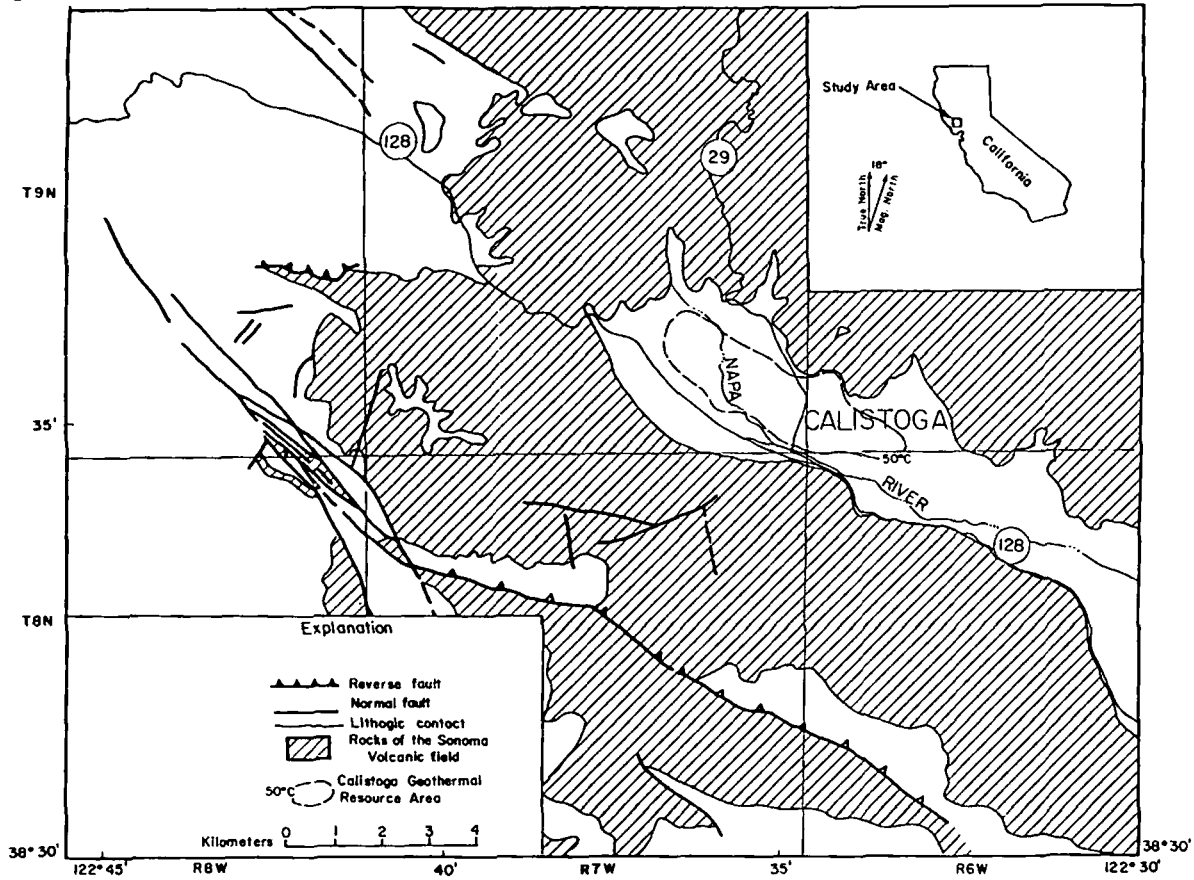 Study Area
California
18°
True North
Mag. North
128
29
T9N
NAPA
CALISTOGA
35'
50°C
RIVER
128
T8N
Explanation
Reverse fault
Normal fault
Lithogic contact
Rocks of the Sonoma
Volcanic field
50°C
Calistoga Geothermal
Resource Area
Kilometers 0 1 2 3 4
38° 30'
38° 30'
122° 45' R8W 40' R7W 35' R6W 122° 30'